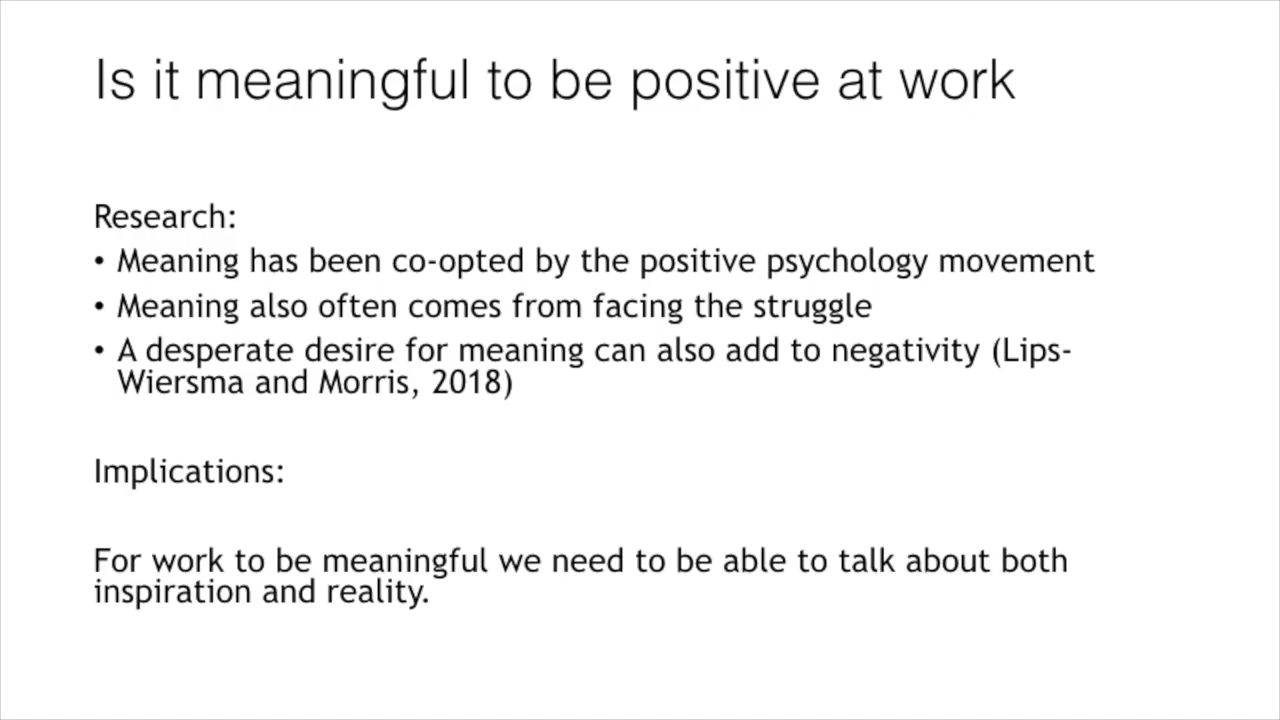 Is it meaningful to be positive at work
Research:
• Meaning has been co-opted by the positive psychology movement
• Meaning also often comes from facing the struggle
• A desperate desire for meaning can also add to negativity (Lips-
Wiersma and Morris, 2018)
Implications:
For work to be meaningful we need to be able to talk about both
inspiration and reality.